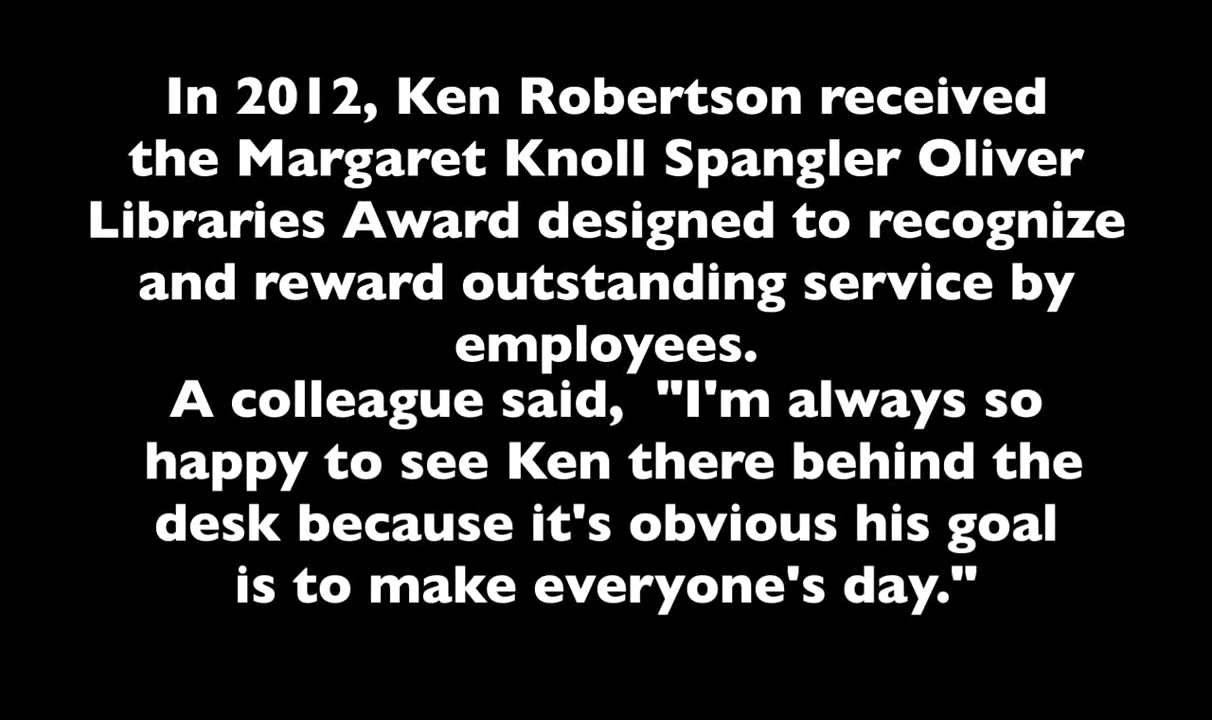 In 2012, Ken Robertson received
the Margaret Knoll Spangler Oliver
Libraries Award designed to recognize
and reward outstanding service by
employees.
A colleague said,  "I'm always so
happy to see Ken there behind the
desk because it's obvious his goal
is to make everyone's day."